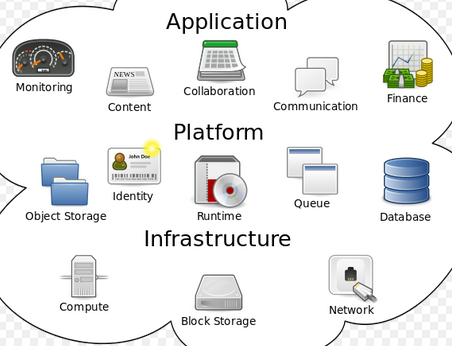 Application
Monitoring
NEWS
Content
Collaboration
Communication
Finance
Platform
Object Storage
John Doe
Identity
Runtime
Queue
Database
Infrastructure
Compute
Block Storage
Network